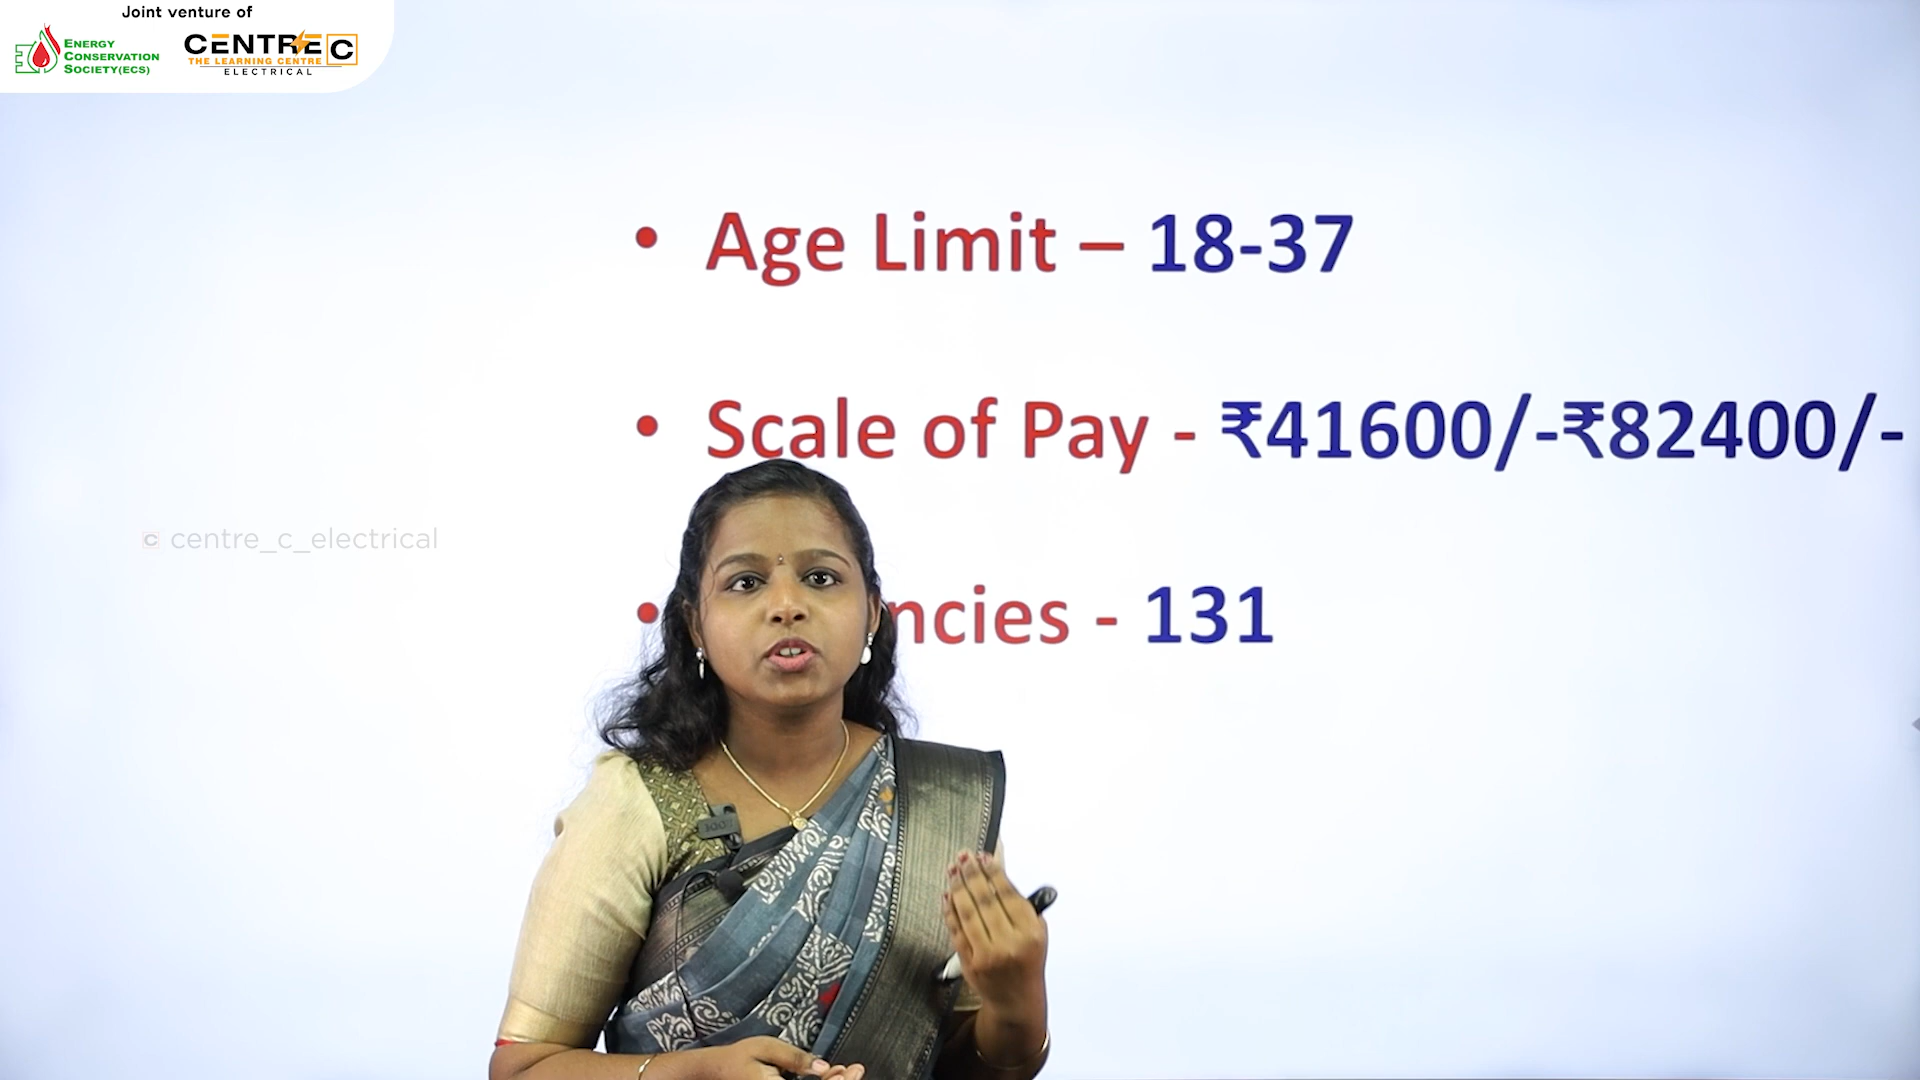 Joint venture of
ENERGY
CONSERVATION
SOCIETY(ECS)
CENTRE C
THE LEARNING CENTRE
ELECTRICAL
• Age Limit – 18-37
• Scale of Pay - ₹41600/-₹82400/-
centre_c_electrical
• ncies - 131